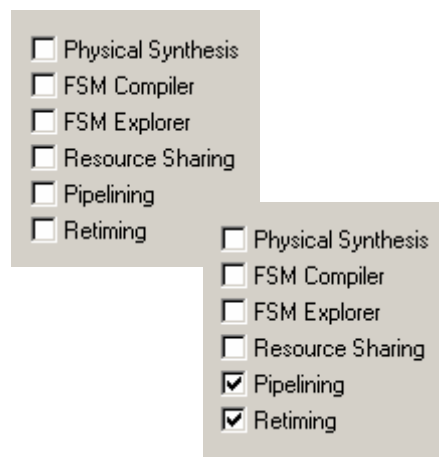 Physical Synthesis
FSM Compiler
FSM Explorer
Resource Sharing
Pipelining
Retiming
Physical Synthesis
FSM Compiler
FSM Explorer
Resource Sharing
Pipelining
Retiming